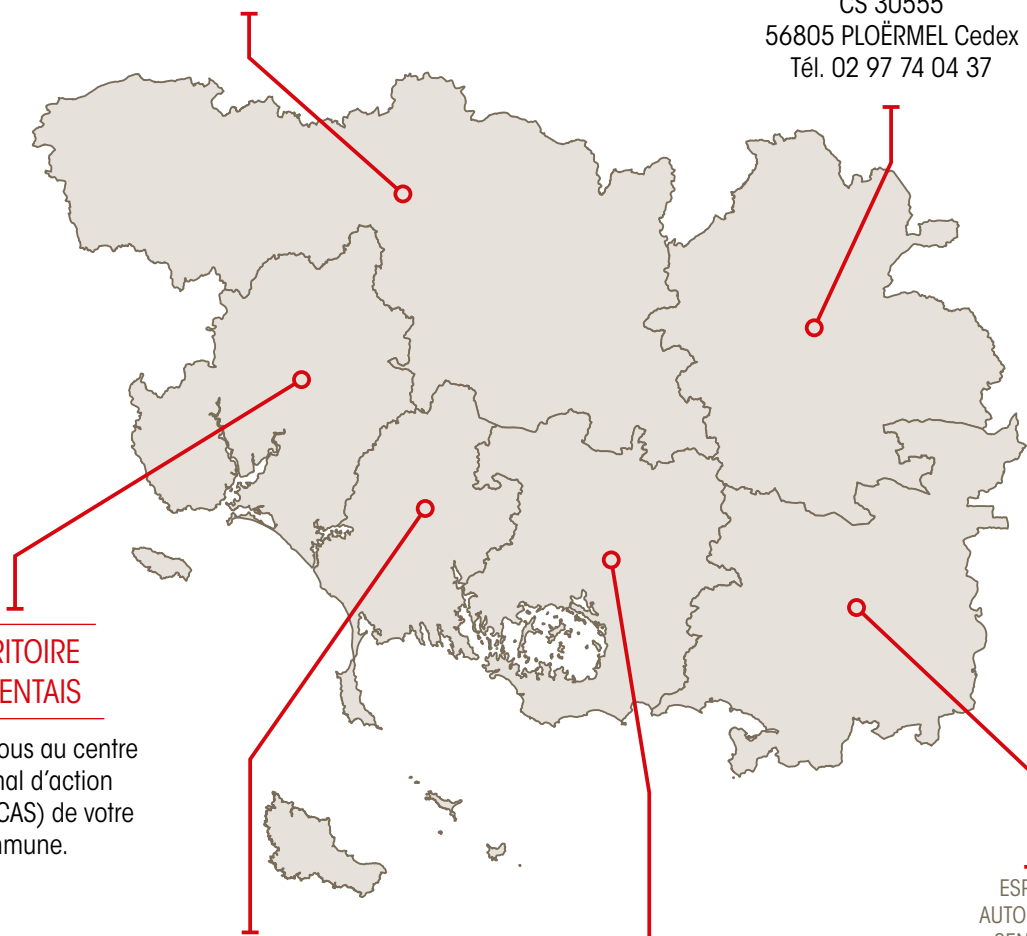 CS 30555
56805 PLOËRMEL Cedex
Tél. 02 97 74 04 37
RITOIRE
ENTAIS
ous au centre
nal d'action
CAS) de votre
mmune.
ESP
AUTO